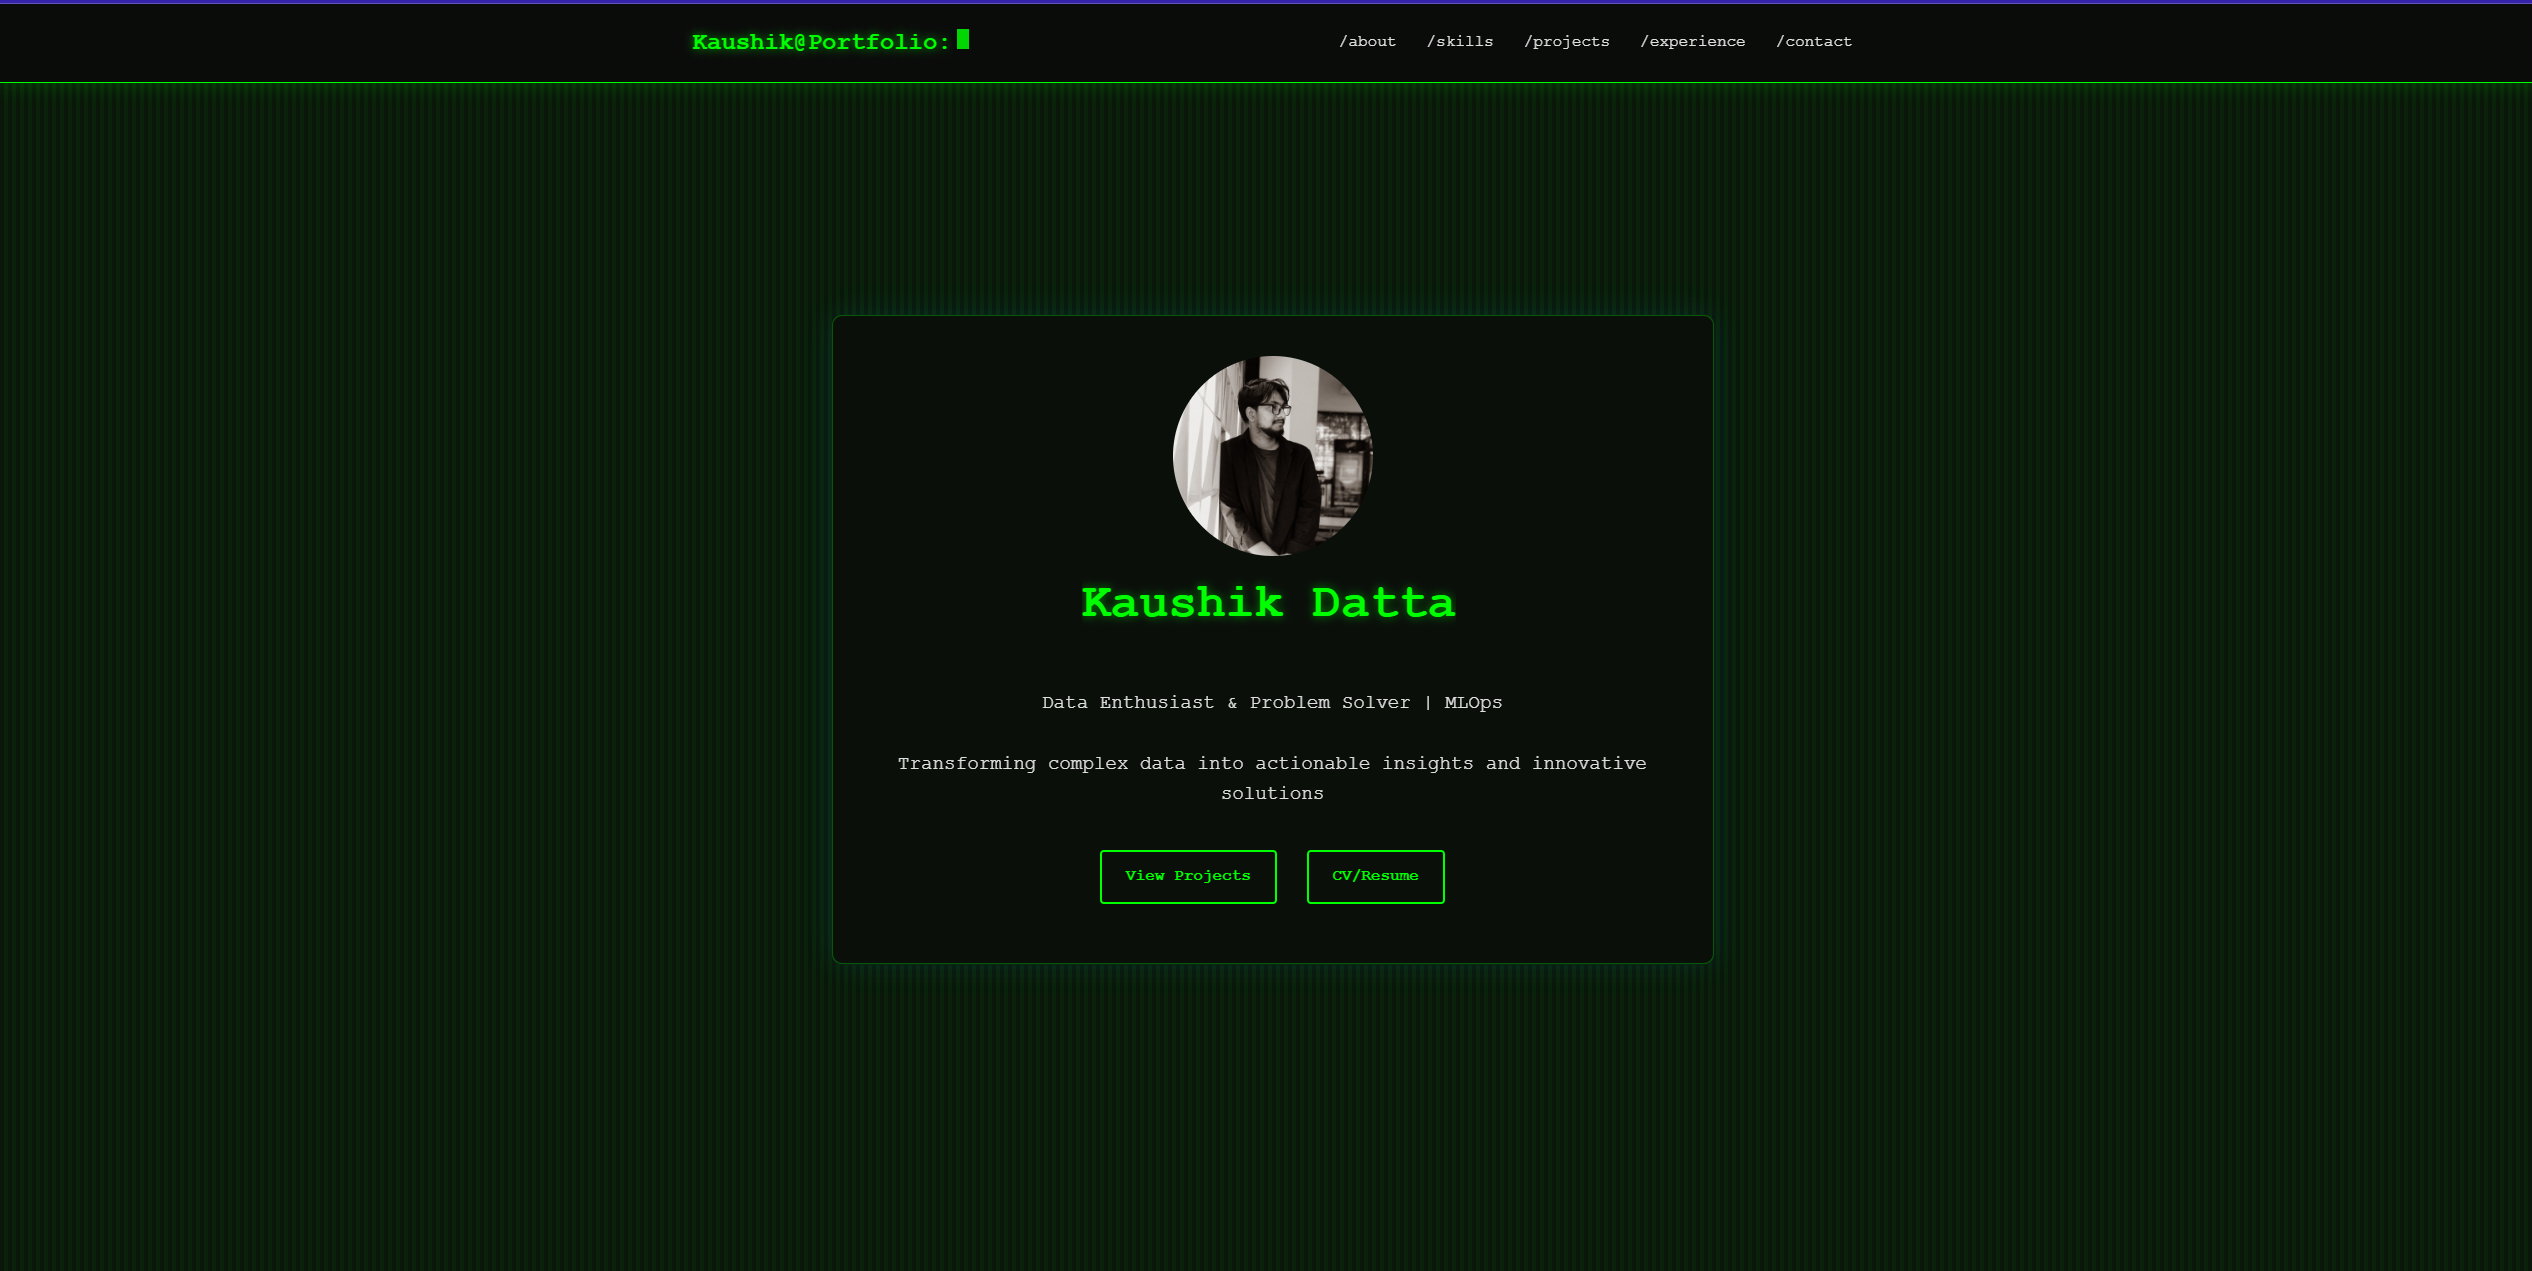 Kaushik@Portfolio:
/about /skills /projects /experience /contact
Kaushik Datta
Data Enthusiast & Problem Solver | MLOps
Transforming complex data into actionable insights and innovative
solutions
View Projects
CV/Resume